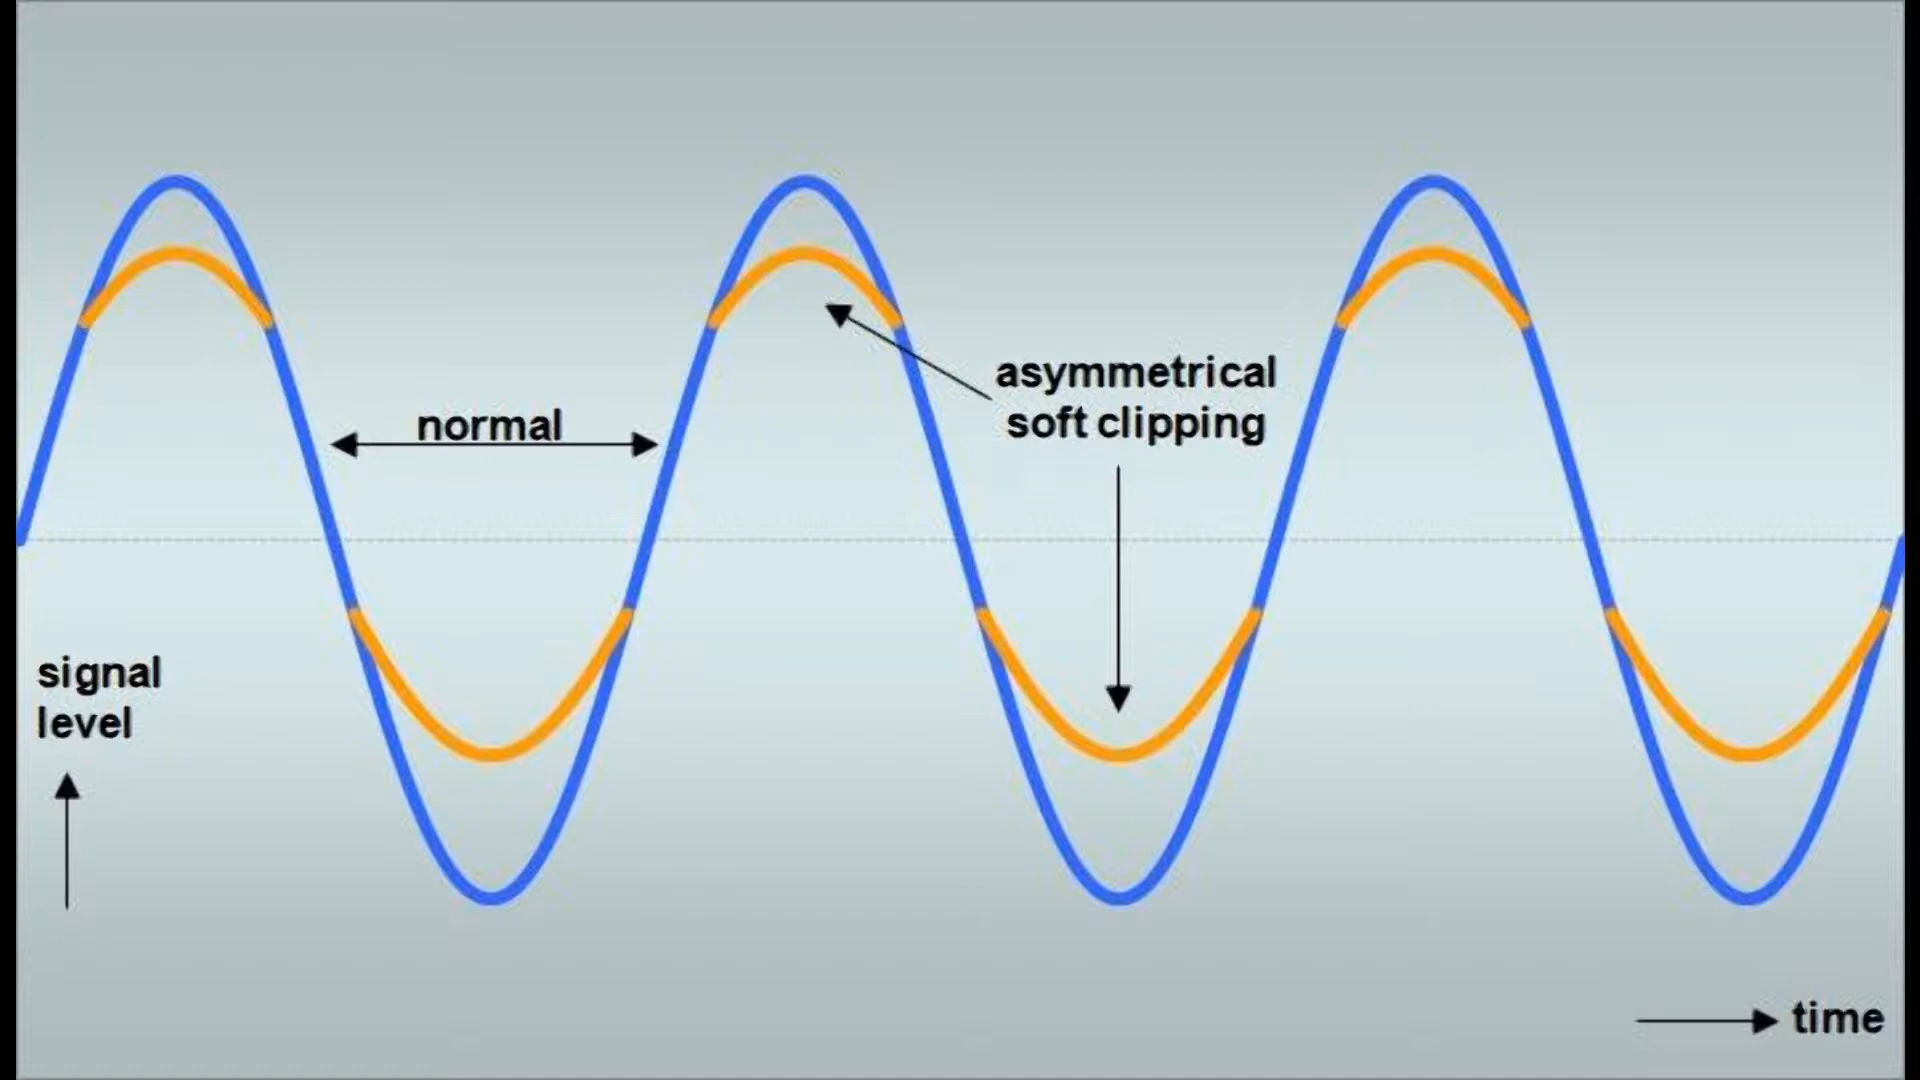 asymmetrical
soft clipping
normal
signal
level
time